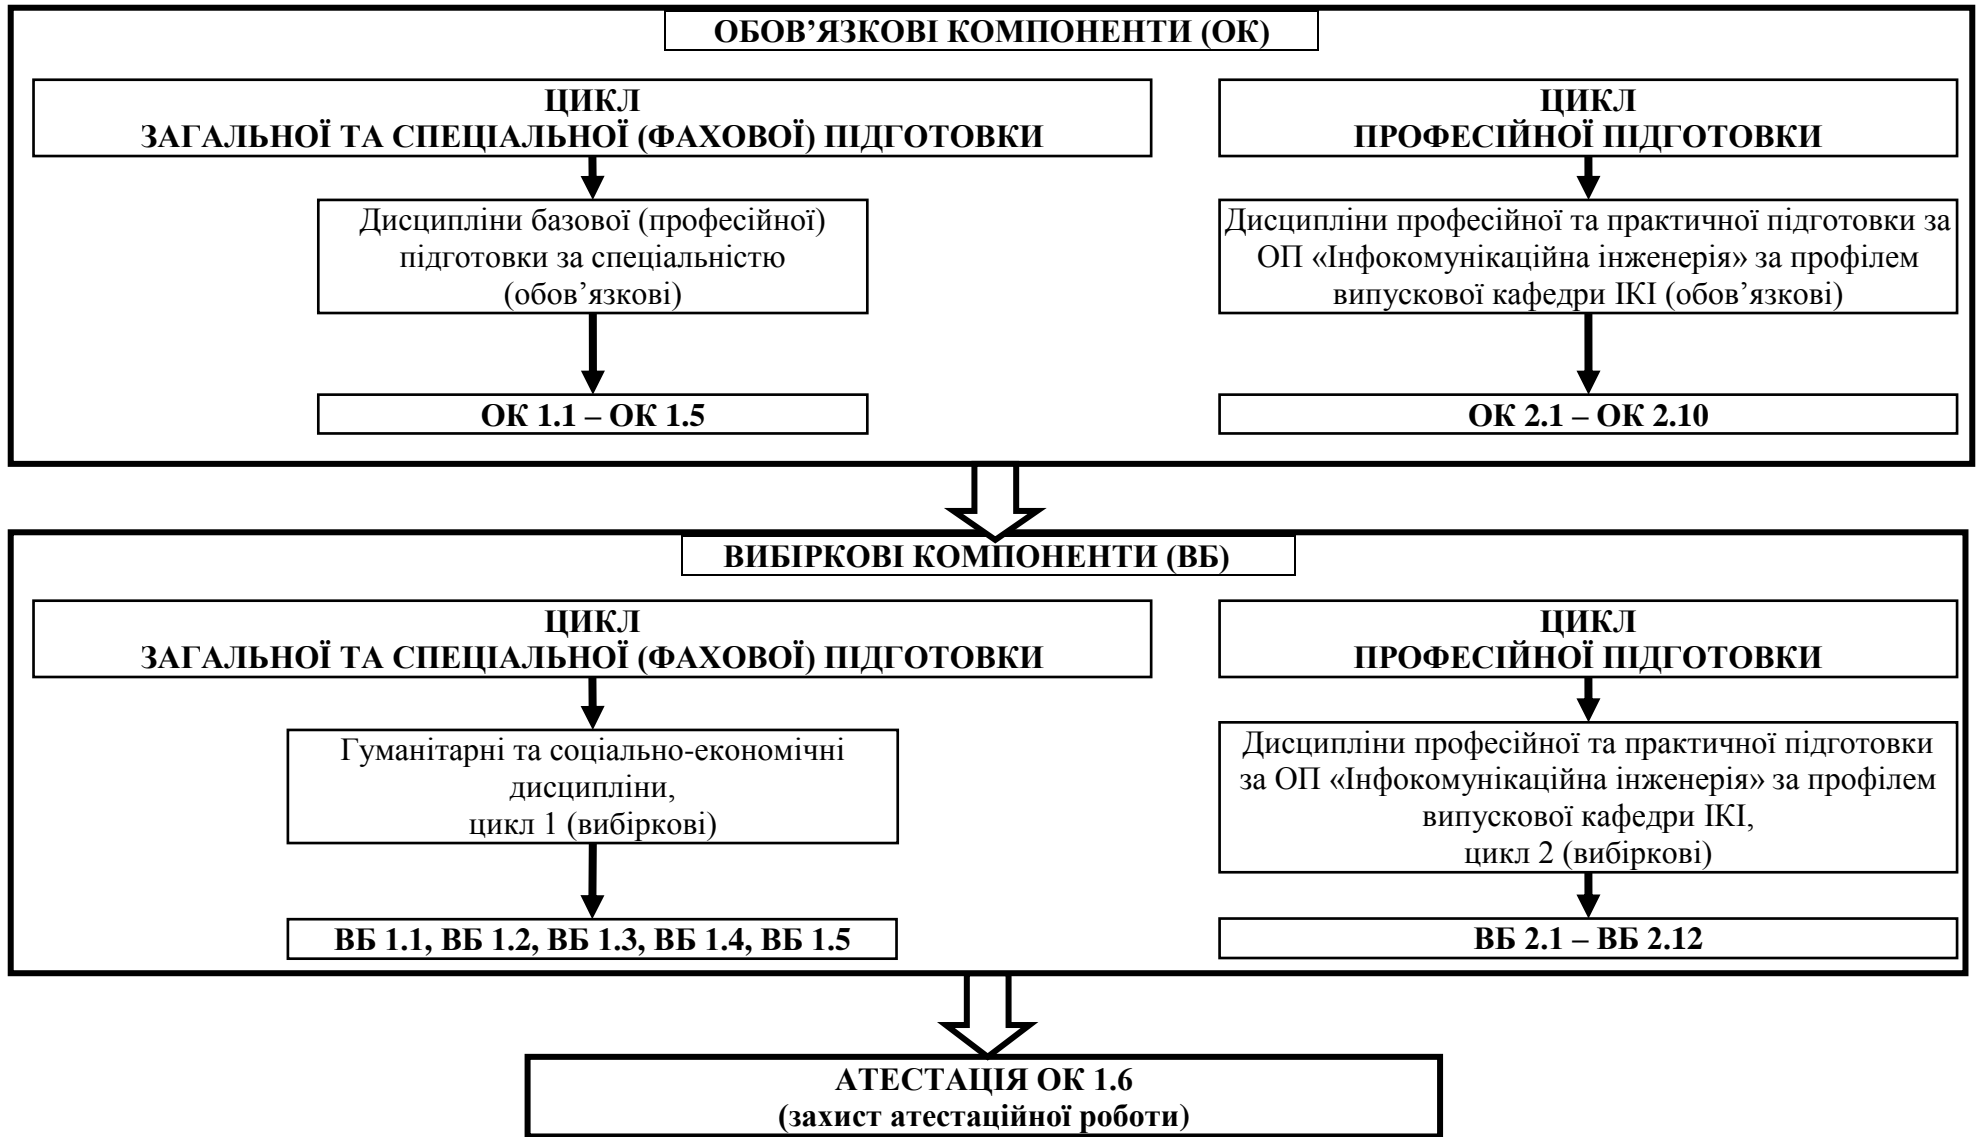 ОБОВ’ЯЗКОВІ КОМПОНЕНТИ (ОК)
ЦИКЛ
ЗАГАЛЬНОЇ ТА СПЕЦІАЛЬНОЇ (ФАХОВОЇ) ПІДГОТОВКИ
Дисципліни базової (професійної)
підготовки за спеціальністю
(обов’язкові)
ОК 1.1 – ОК 1.5
ЦИКЛ
ПРОФЕСІЙНОЇ ПІДГОТОВКИ
Дисципліни професійної та практичної підготовки за
ОП «Інфокомунікаційна інженерія» за профілем
випускової кафедри ІКІ (обов’язкові)
ОК 2.1 – ОК 2.10
ВИБІРКОВІ КОМПОНЕНТИ (ВБ)
ЦИКЛ
ЗАГАЛЬНОЇ ТА СПЕЦІАЛЬНОЇ (ФАХОВОЇ) ПІДГОТОВКИ
Гуманітарні та соціально-економічні
дисципліни,
цикл 1 (вибіркові)
ВБ 1.1, ВБ 1.2, ВБ 1.3, ВБ 1.4, ВБ 1.5
ЦИКЛ
ПРОФЕСІЙНОЇ ПІДГОТОВКИ
Дисципліни професійної та практичної підготовки
за ОП «Інфокомунікаційна інженерія» за профілем
випускової кафедри ІКІ,
цикл 2 (вибіркові)
ВБ 2.1 – ВБ 2.12
АТЕСТАЦІЯ ОК 1.6
(захист атестаційної роботи)